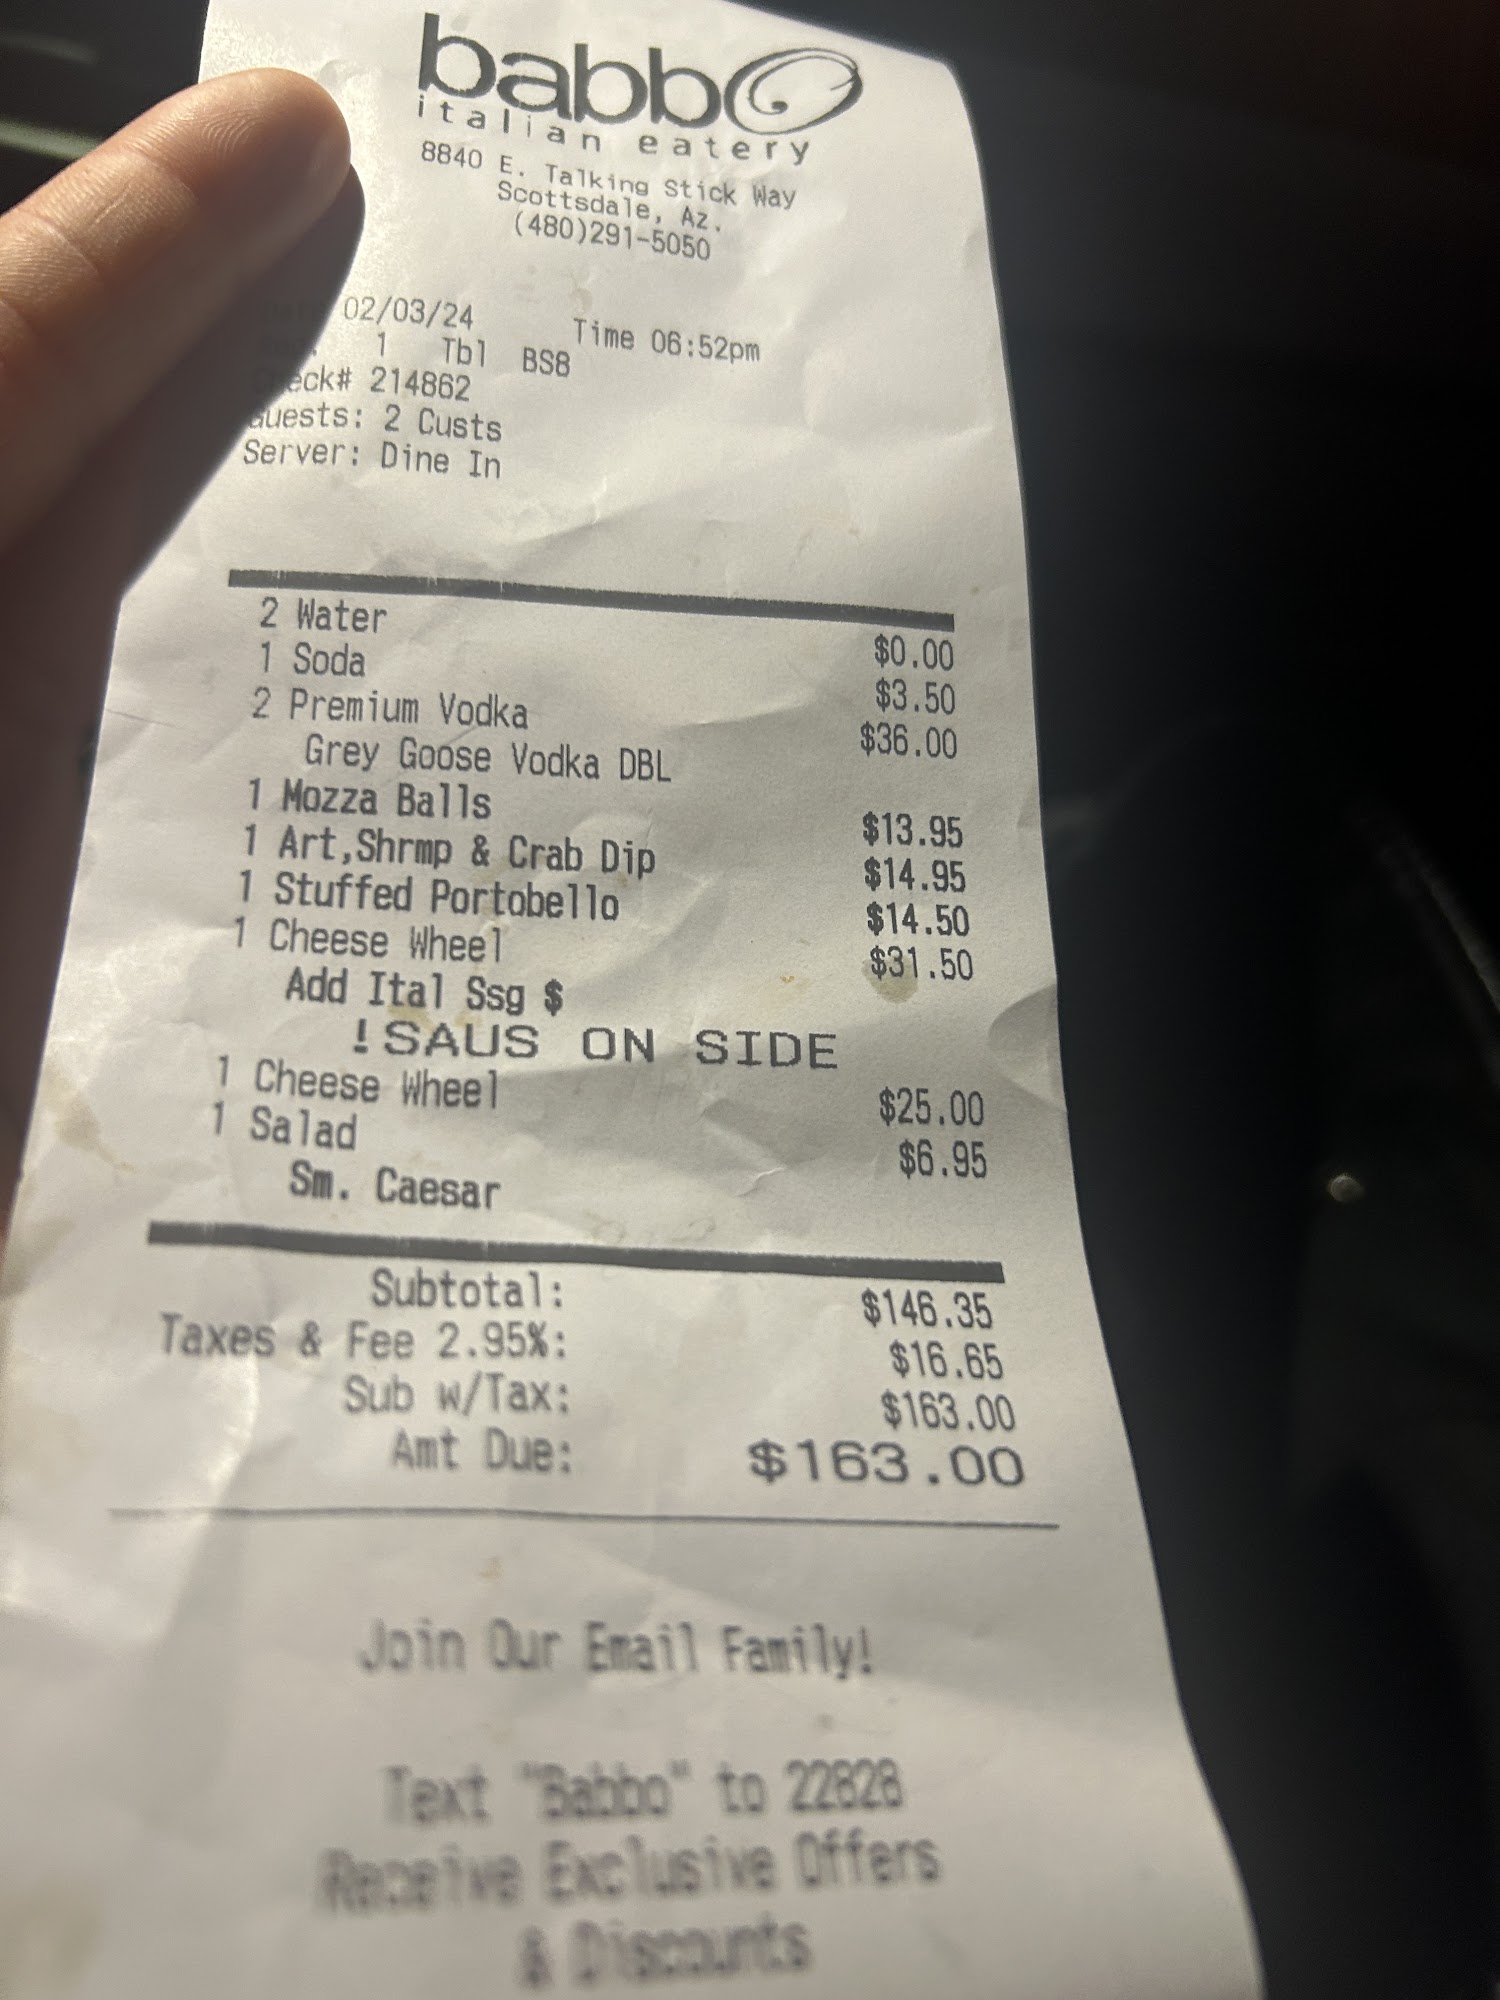 babbo
italian eatery
8840 E. Talking Stick Way
Scottsdale, Az.
(480)291-5050
02/03/24 Time 06:52pm
1 Tbl BS8
Check# 214862
Guests: 2 Custs
Server: Dine In
2 Water $0.00
1 Soda $3.50
2 Premium Vodka $36.00
Grey Goose Vodka DBL
1 Mozza Balls $13.95
1 Art,Shrmp & Crab Dip $14.95
1 Stuffed Portobello $14.50
1 Cheese Wheel $31.50
Add Ital Ssg $
!SAUS ON SIDE
1 Cheese Wheel $25.00
1 Salad $6.95
Sm. Caesar
Subtotal: $146.35
Taxes & Fee 2.95%: $16.65
Sub w/Tax: $163.00
Amt Due: $163.00
Join Our Email Family!
Text "Babbo" to 22828
Receive Exclusive Offers
& Discounts